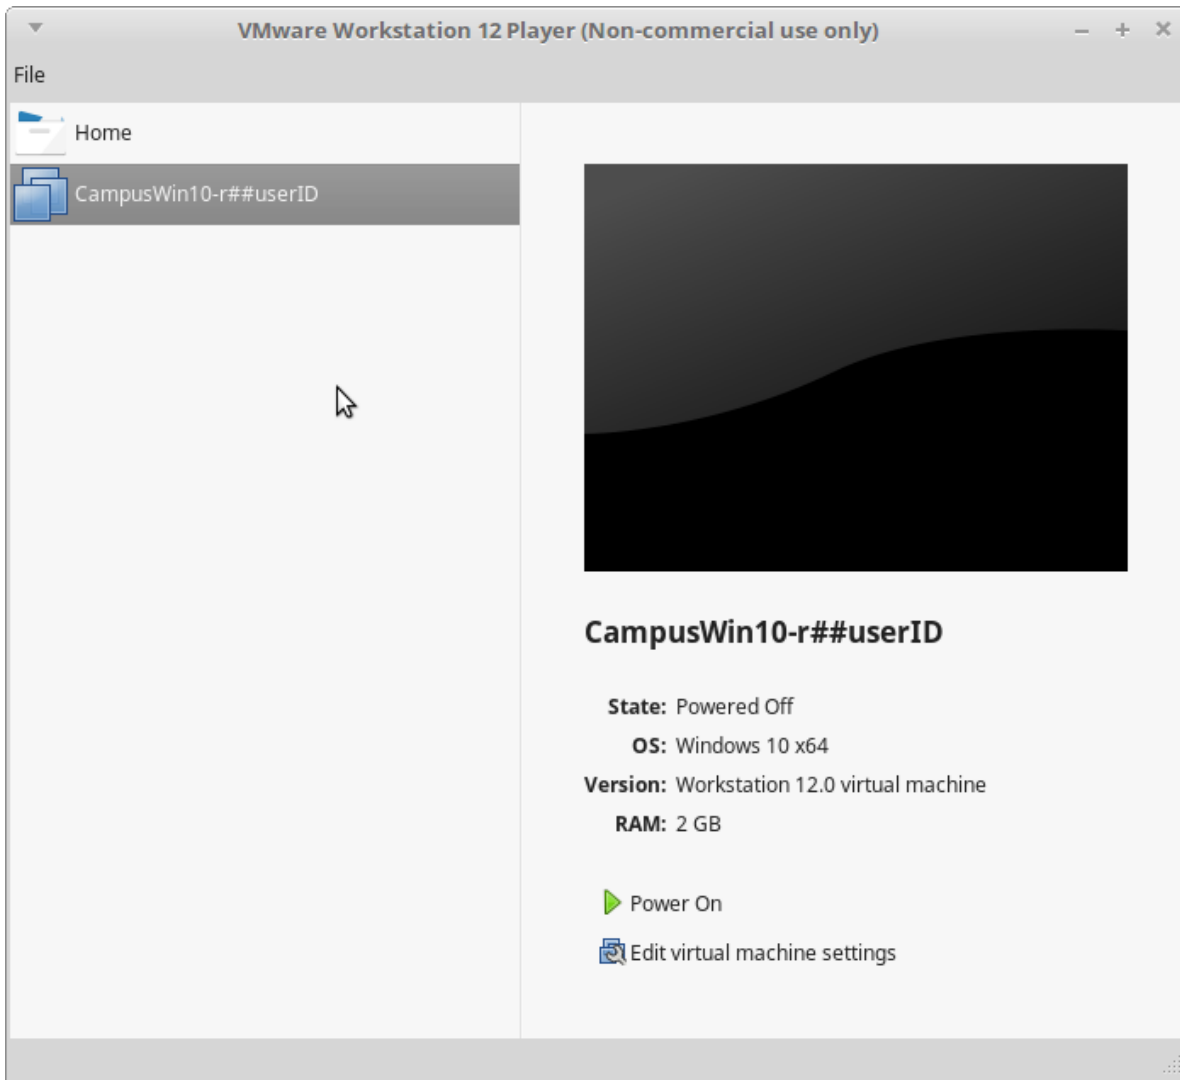 VMware Workstation 12 Player (Non-commercial use only)
File
Home
CampusWin10-r##userID
CampusWin10-r##userID
State: Powered Off
OS: Windows 10 x64
Version: Workstation 12.0 virtual machine
RAM: 2 GB
Power On
Edit virtual machine settings